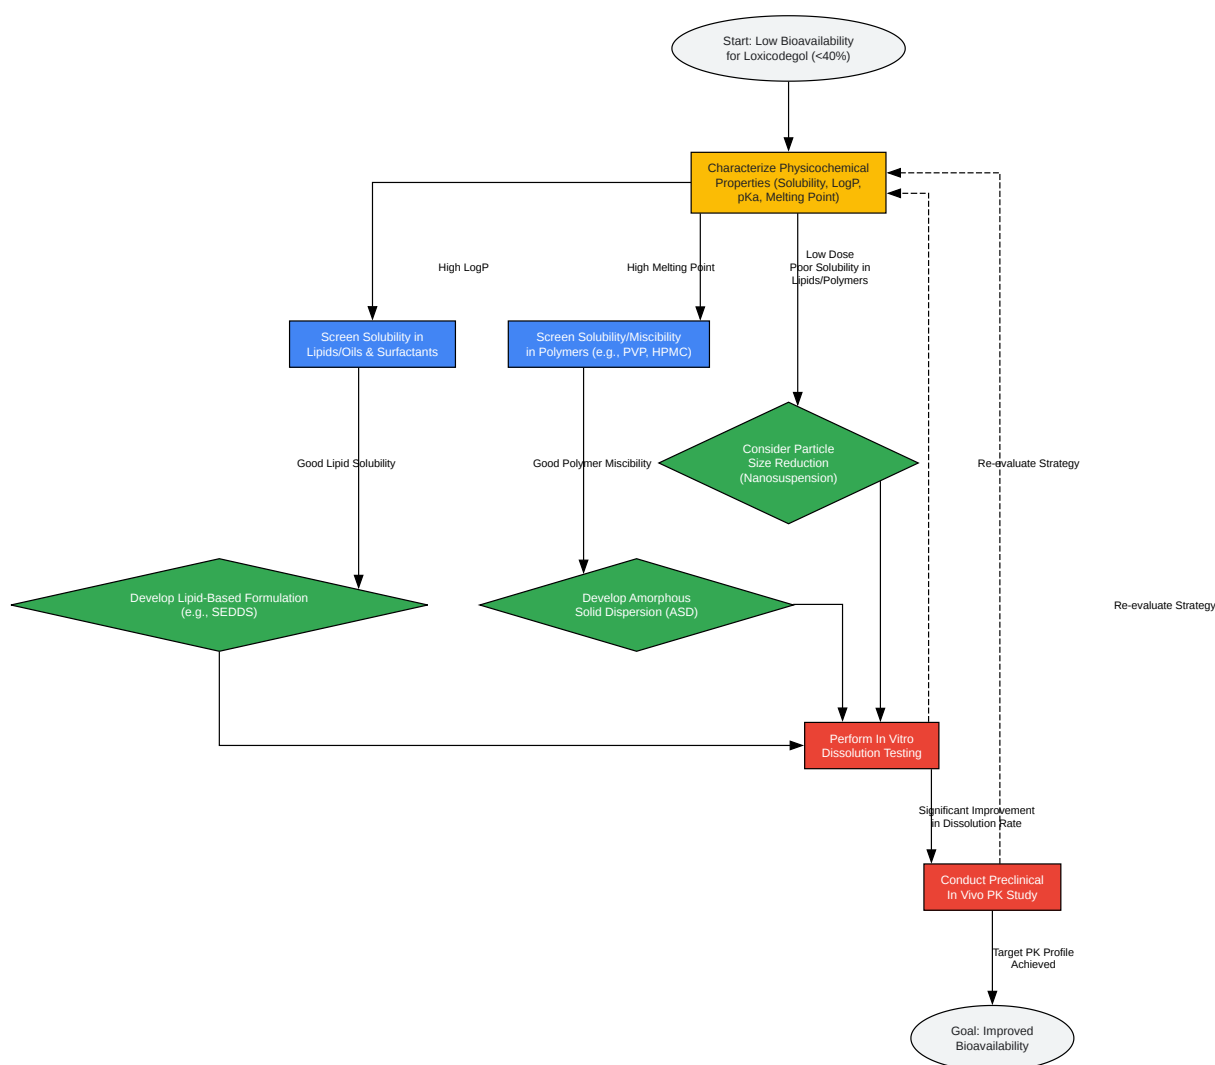 Start: Low Bioavailability
for Loxicodegol (<40%)
Characterize Physicochemical
Properties (Solubility, LogP,
pKa, Melting Point)
High LogP
High Melting Point
Low Dose
Poor Solubility in
Lipids/Polymers
Screen Solubility in
Lipids/Oils & Surfactants
Screen Solubility/Miscibility
in Polymers (e.g., PVP, HPMC)
Good Lipid Solubility
Good Polymer Miscibility
Consider Particle
Size Reduction
(Nanosuspension)
Re-evaluate Strategy
Develop Lipid-Based Formulation
(e.g., SEDDS)
Develop Amorphous
Solid Dispersion (ASD)
Re-evaluate Strategy
Perform In Vitro
Dissolution Testing
Significant Improvement
in Dissolution Rate
Conduct Preclinical
In Vivo PK Study
Target PK Profile
Achieved
Goal: Improved
Bioavailability